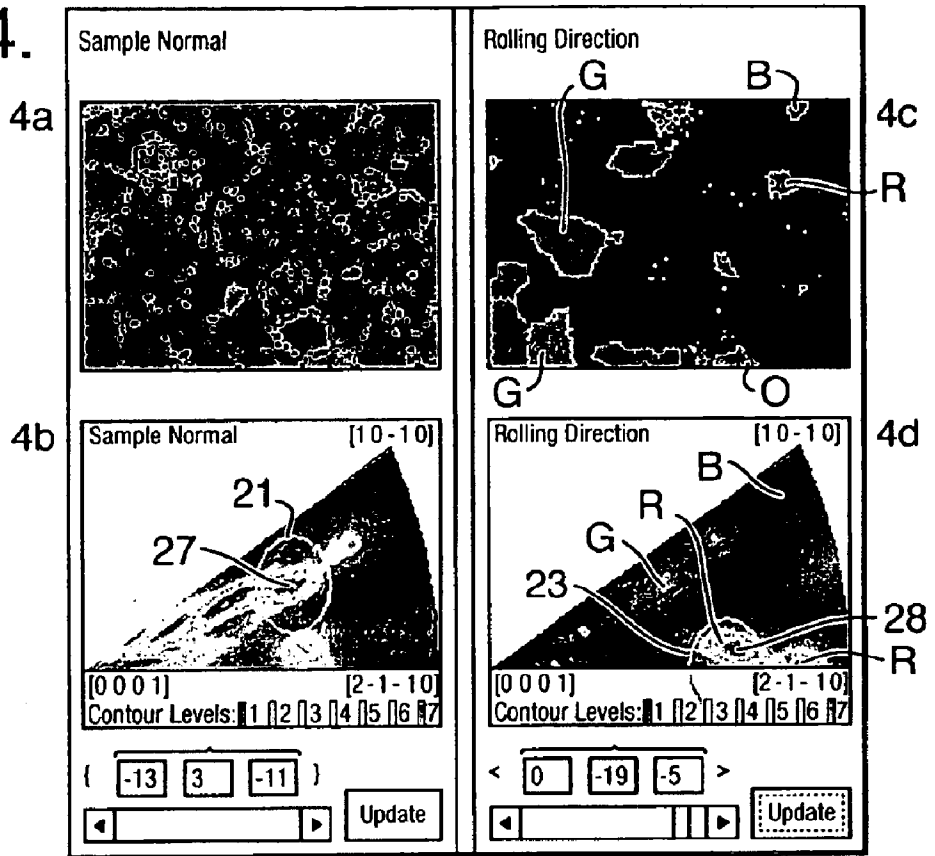 4.
Sample Normal
4a
4b
Sample Normal [10-10]
21
27
[0001] [2-1-10]
Contour Levels: 1 2 3 4 5 6 7
{ -13 3 -11 }
Update
Rolling Direction
G B
4c
R
G O
4d
Rolling Direction [10-10]
B
R
G
23
28
R
[0001] [2-1-10]
Contour Levels: 1 2 3 4 5 6 7
< 0 -19 -5 >
Update